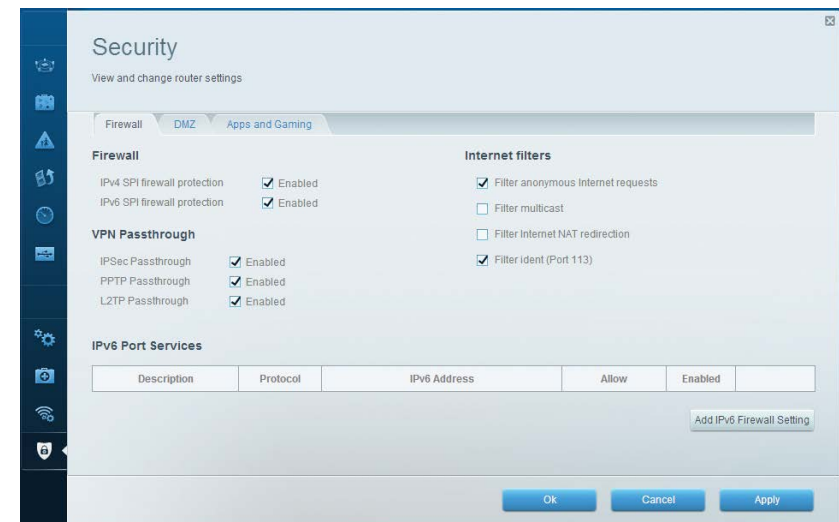 Security
View and change router settings
Firewall DMZ Apps and Gaming
Firewall
IPv4 SPI firewall protection Enabled
IPv6 SPI firewall protection Enabled
VPN Passthrough
IPSec Passthrough Enabled
PPTP Passthrough Enabled
L2TP Passthrough Enabled
Internet filters
Filter anonymous Internet requests
Filter multicast
Filter Internet NAT redirection
Filter ident (Port 113)
IPv6 Port Services
Description Protocol IPv6 Address Allow Enabled
Add IPv6 Firewall Setting
Ok Cancel Apply